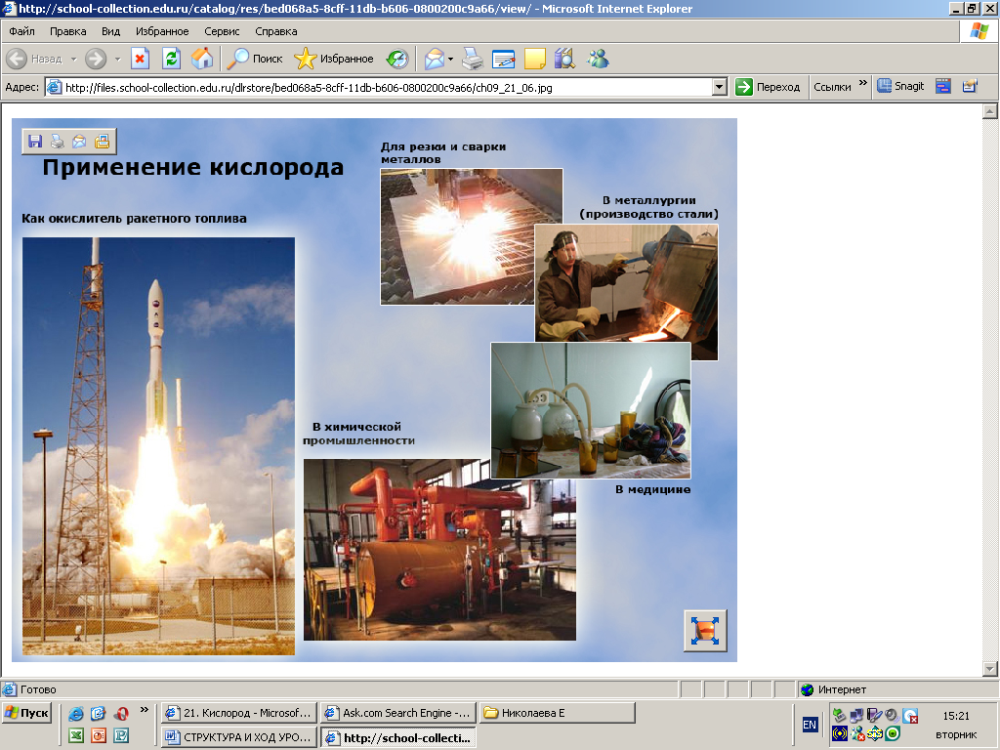 http://school-collection.edu.ru/catalog/res/bed068a5-8cff-11db-b606-0800200c9a66/view/ - Microsoft Internet Explorer
Файл Правка Вид Избранное Сервис Справка
Назад Поиск Избранное
Адрес: http://files.school-collection.edu.ru/dlrstore/bed068a5-8cff-11db-b606-0800200c9a66/ch09_21_06.jpg Переход Ссылки » Snagit
Применение кислорода
Как окислитель ракетного топлива
Для резки и сварки
металлов
В металлургии
(производство стали)
В химической
промышленности
В медицине
Готово Интернет
Пуск » 21. Кислород - Microsof... Ask.com Search Engine -... Николаева Е
СТРУКТУРА И ХОД УРО... http://school-collecti...
EN 15:21
вторник